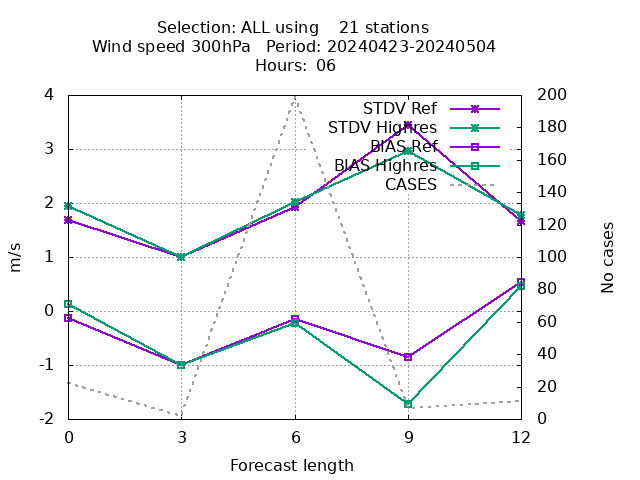 Selection: ALL using    21 stations
Wind speed 300hPa   Period: 20240423-20240504
Hours:  06
STDV Ref
STDV Highres
BIAS Ref
BIAS Highres
CASES
4
3
2
1
0
-1
-2
200
180
160
140
120
100
80
60
40
20
0
m/s
No cases
0 3 6 9 12
Forecast length